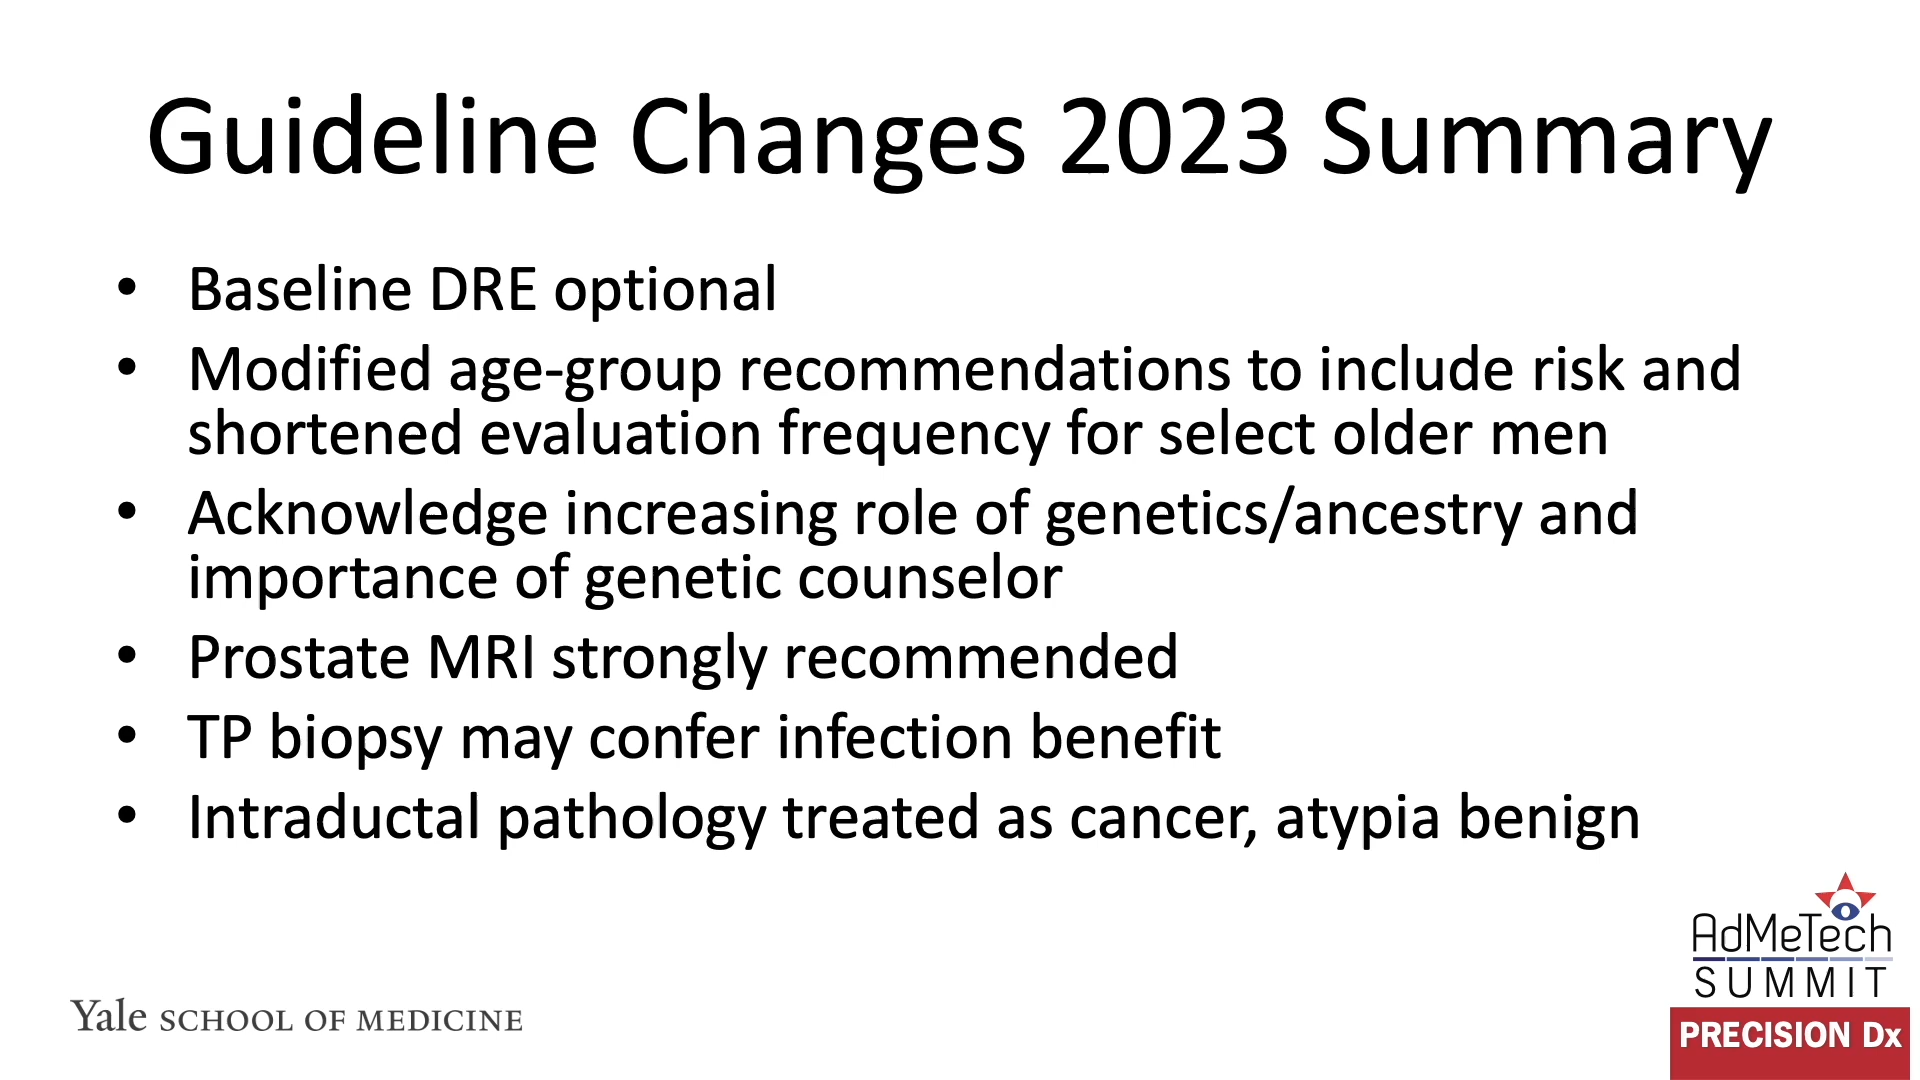 Guideline Changes 2023 Summary
• Baseline DRE optional
• Modified age-group recommendations to include risk and
shortened evaluation frequency for select older men
• Acknowledge increasing role of genetics/ancestry and
importance of genetic counselor
• Prostate MRI strongly recommended
• TP biopsy may confer infection benefit
• Intraductal pathology treated as cancer, atypia benign
Yale SCHOOL OF MEDICINE
AdMeTech
SUMMIT
PRECISION Dx